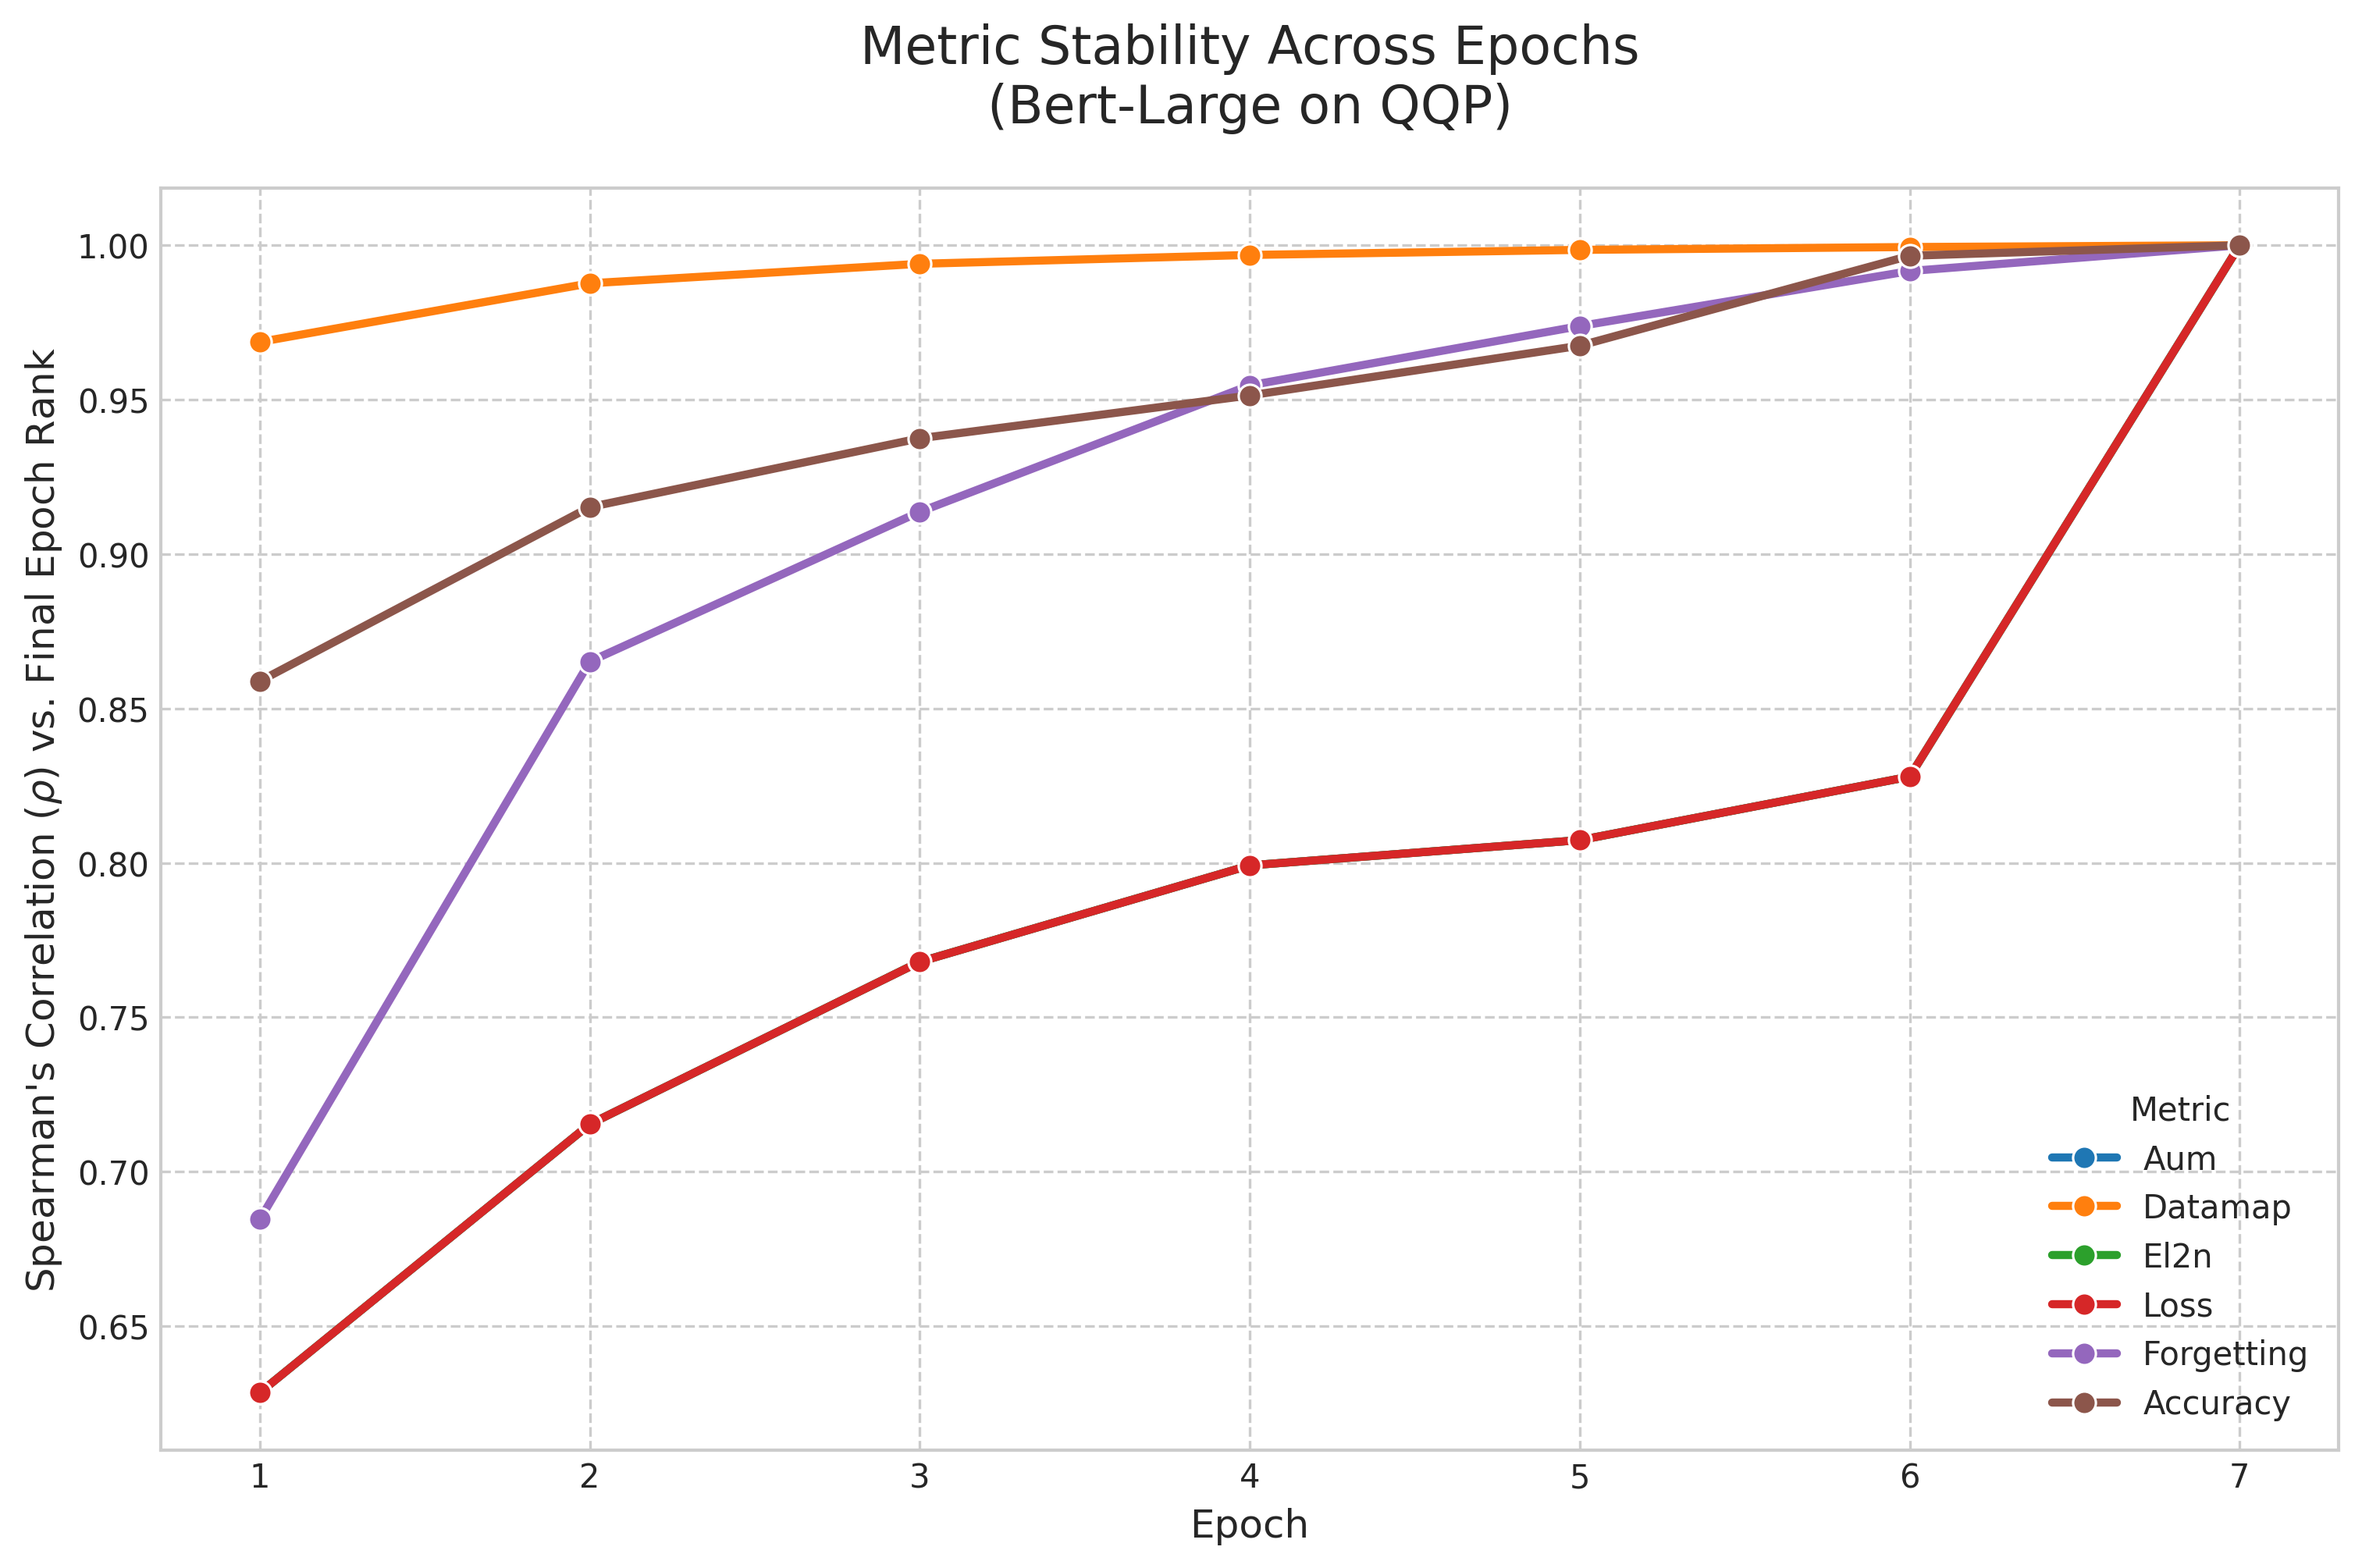 Metric Stability Across Epochs
(Bert-Large on QQP)
Spearman's Correlation (ρ) vs. Final Epoch Rank
1.00
0.95
0.90
0.85
0.80
0.75
0.70
0.65
Metric
Aum
Datamap
El2n
Loss
Forgetting
Accuracy
1 2 3 4 5 6 7
Epoch